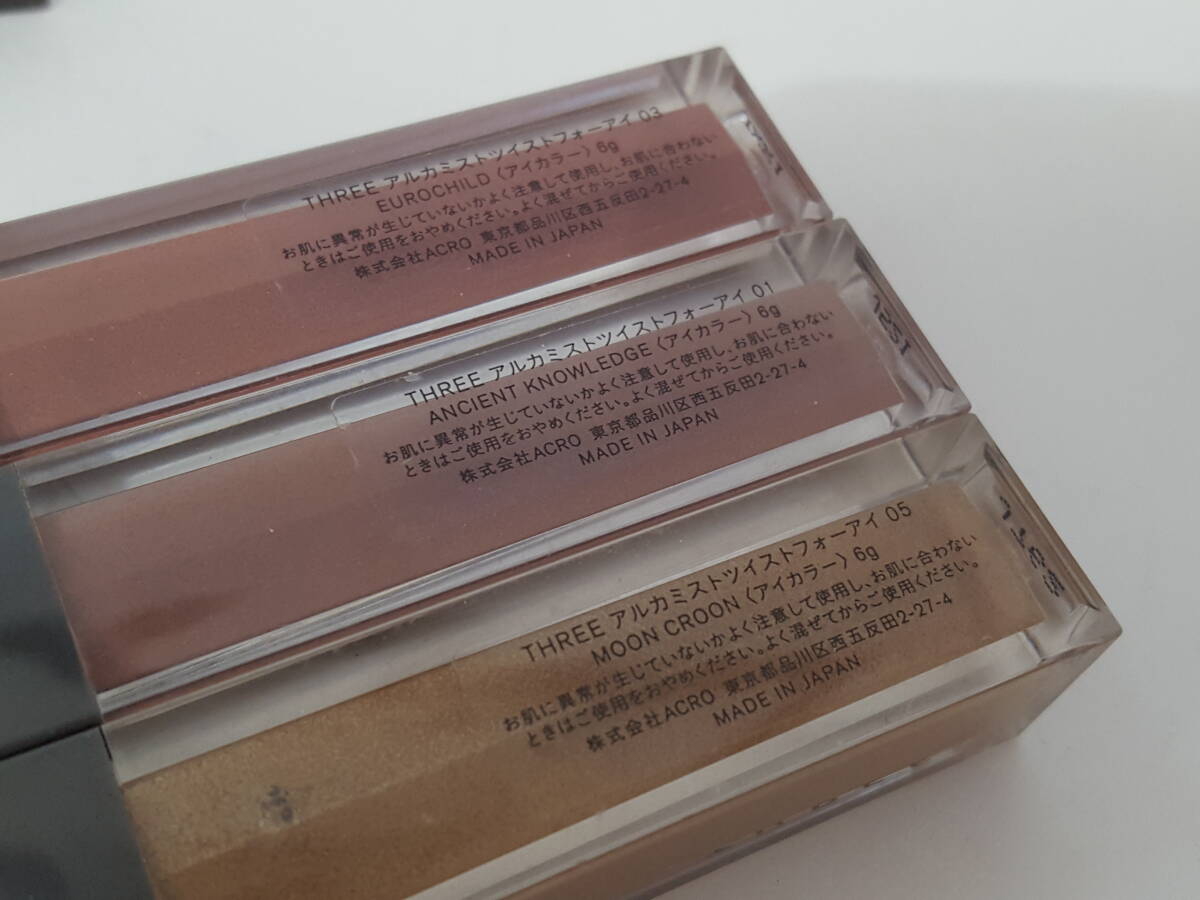 THREE アルカミストツイストフォーアイ 03
EUROCHILD 〈アイカラー〉 6g
お肌に異常が生じていないかよく注意して使用し、お肌に合わない
ときはご使用をおやめください。よく混ぜてからご使用ください。
株式会社ACRO 東京都品川区西五反田2-27-4
MADE IN JAPAN
THREE アルカミストツイストフォーアイ 01
ANCIENT KNOWLEDGE 〈アイカラー〉 6g
お肌に異常が生じていないかよく注意して使用し、お肌に合わない
ときはご使用をおやめください。よく混ぜてからご使用ください。
株式会社ACRO 東京都品川区西五反田2-27-4
MADE IN JAPAN
THREE アルカミストツイストフォーアイ 05
MOON CROON 〈アイカラー〉 6g
お肌に異常が生じていないかよく注意して使用し、お肌に合わない
ときはご使用をおやめください。よく混ぜてからご使用ください。
株式会社ACRO 東京都品川区西五反田2-27-4
MADE IN JAPAN